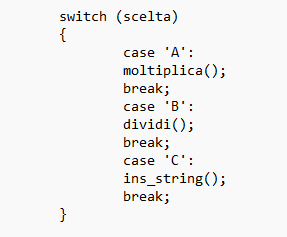 switch (scelta)
{
case 'A':
moltiplica();
break;
case 'B':
dividi();
break;
case 'C':
ins_string();
break;
}